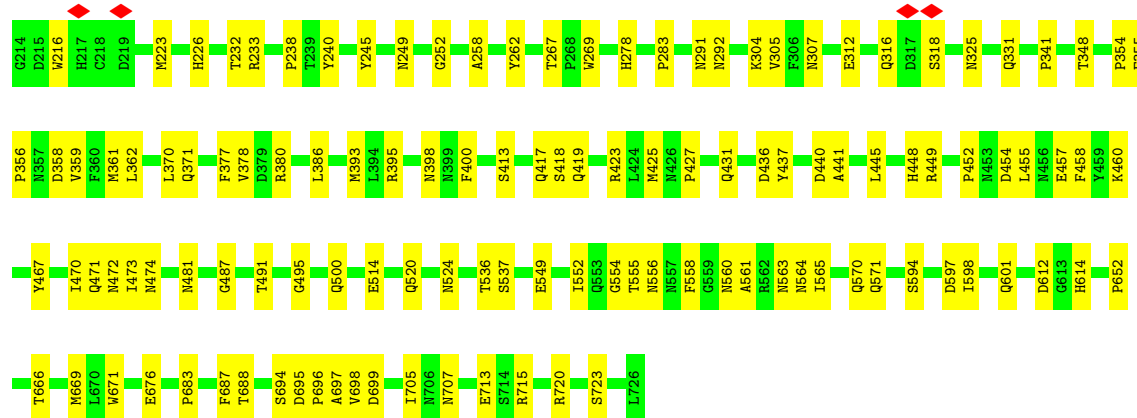 G214 D215 W216 H217 C218 D219 M223 H226 T232 R233 P238 T239 Y240 Y245 N249 G252 A258 Y262 T267 P268 W269 H278 P283 N291 N292 K304 V305 F306 N307 E312 Q316 D317 S318 N325 Q331 P341 T348 P354
P356 N357 D358 V359 F360 M361 L362 L370 Q371 F377 V378 D379 R380 L386 M393 L394 R395 N398 N399 F400 S413 Q417 S418 Q419 R423 L424 M425 N426 P427 Q431 D436 Y437 D440 A441 L445 H448 R449 P452 N453 D454 L455 N456 E457 F458 Y459 K460
Y467 I470 Q471 N472 I473 N474 N481 G487 T491 G495 Q500 E514 Q520 N524 T536 S537 E549 I552 Q553 G554 T555 N556 N557 F558 G559 N560 A561 R562 N563 N564 I565 Q570 Q571 S594 D597 I598 Q601 D612 G613 H614 P652
T666 M669 L670 W671 E676 P683 F687 T688 S694 D695 P696 A697 V698 D699 I705 N706 N707 E713 S714 R715 R720 S723 L726